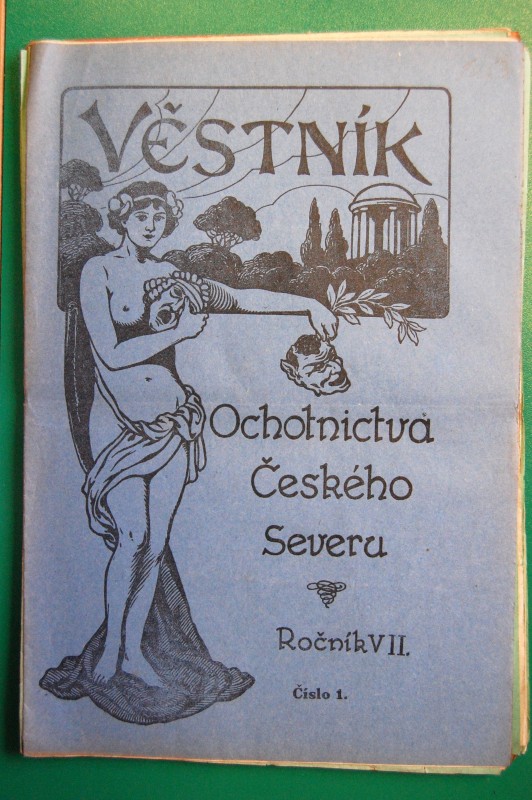 VĚSTNÍK
Ochotnictva
Českého
Severu
Ročník VII.
Číslo 1.